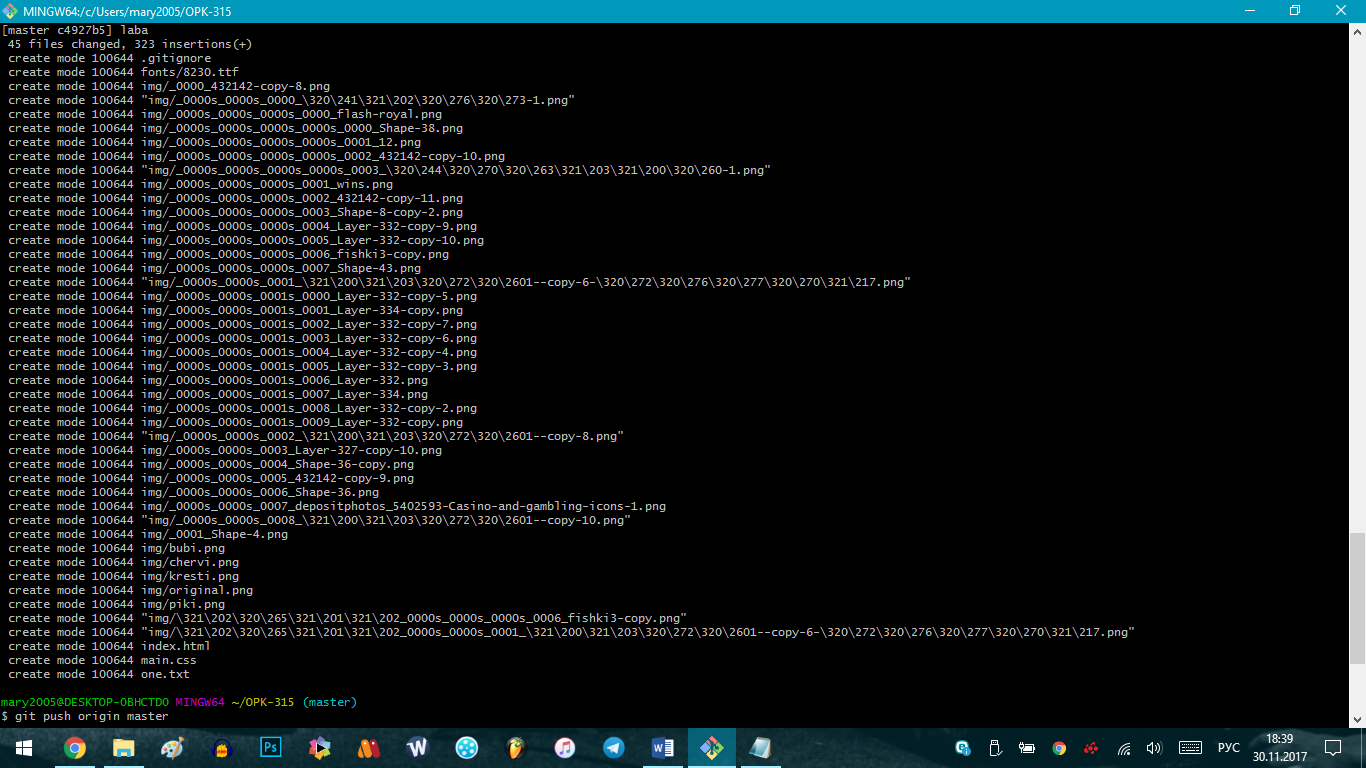 MINGW64:/c/Users/mary2005/OPK-315
[master c4927b5] laba
 45 files changed, 323 insertions(+)
 create mode 100644 .gitignore
 create mode 100644 fonts/8230.ttf
 create mode 100644 img/_0000_432142-copy-8.png
 create mode 100644 "img/_0000s_0000s_0000_\320\241\321\202\320\276\320\273-1.png"
 create mode 100644 img/_0000s_0000s_0000s_0000_flash-royal.png
 create mode 100644 img/_0000s_0000s_0000s_0000s_0000_Shape-38.png
 create mode 100644 img/_0000s_0000s_0000s_0000s_0001_12.png
 create mode 100644 img/_0000s_0000s_0000s_0000s_0002_432142-copy-10.png
 create mode 100644 "img/_0000s_0000s_0000s_0000s_0003_\320\244\320\270\320\263\321\203\321\200\320\260-1.png"
 create mode 100644 img/_0000s_0000s_0000s_0001_wins.png
 create mode 100644 img/_0000s_0000s_0000s_0002_432142-copy-11.png
 create mode 100644 img/_0000s_0000s_0000s_0003_Shape-8-copy-2.png
 create mode 100644 img/_0000s_0000s_0000s_0004_Layer-332-copy-9.png
 create mode 100644 img/_0000s_0000s_0000s_0005_Layer-332-copy-10.png
 create mode 100644 img/_0000s_0000s_0000s_0006_fishki3-copy.png
 create mode 100644 img/_0000s_0000s_0000s_0007_Shape-43.png
 create mode 100644 "img/_0000s_0000s_0001_\321\200\321\203\320\272\320\2601--copy-6-\320\272\320\276\320\277\320\270\321\217.png"
 create mode 100644 img/_0000s_0000s_0001s_0000_Layer-332-copy-5.png
 create mode 100644 img/_0000s_0000s_0001s_0001_Layer-334-copy.png
 create mode 100644 img/_0000s_0000s_0001s_0002_Layer-332-copy-7.png
 create mode 100644 img/_0000s_0000s_0001s_0003_Layer-332-copy-6.png
 create mode 100644 img/_0000s_0000s_0001s_0004_Layer-332-copy-4.png
 create mode 100644 img/_0000s_0000s_0001s_0005_Layer-332-copy-3.png
 create mode 100644 img/_0000s_0000s_0001s_0006_Layer-332.png
 create mode 100644 img/_0000s_0000s_0001s_0007_Layer-334.png
 create mode 100644 img/_0000s_0000s_0001s_0008_Layer-332-copy-2.png
 create mode 100644 img/_0000s_0000s_0001s_0009_Layer-332-copy.png
 create mode 100644 "img/_0000s_0000s_0002_\321\200\321\203\320\272\320\2601--copy-8.png"
 create mode 100644 img/_0000s_0000s_0003_Layer-327-copy-10.png
 create mode 100644 img/_0000s_0000s_0004_Shape-36-copy.png
 create mode 100644 img/_0000s_0000s_0005_432142-copy-9.png
 create mode 100644 img/_0000s_0000s_0006_Shape-36.png
 create mode 100644 img/_0000s_0000s_0007_depositphotos_5402593-Casino-and-gambling-icons-1.png
 create mode 100644 "img/_0000s_0000s_0008_\321\200\321\203\320\272\320\2601--copy-10.png"
 create mode 100644 img/_0001_Shape-4.png
 create mode 100644 img/bubi.png
 create mode 100644 img/chervi.png
 create mode 100644 img/kresti.png
 create mode 100644 img/original.png
 create mode 100644 img/piki.png
 create mode 100644 "img/\321\202\320\265\321\201\321\202_0000s_0000s_0000s_0006_fishki3-copy.png"
 create mode 100644 "img/\321\202\320\265\321\201\321\202_0000s_0000s_0001_\321\200\321\203\320\272\320\2601--copy-6-\320\272\320\276\320\277\320\270\321\217.png"
 create mode 100644 index.html
 create mode 100644 main.css
 create mode 100644 one.txt
mary2005@DESKTOP-OBHCTDO MINGW64 ~/OPK-315 (master)
$ git push origin master
Ps
РУС
18:39
30.11.2017